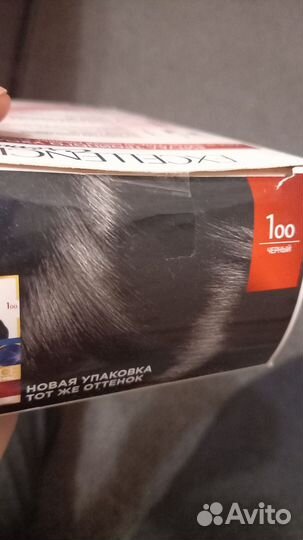 EXCELLENCE
100
ЧЕРНЫЙ
100
НОВАЯ УПАКОВКА
ТОТ ЖЕ ОТТЕНОК
Avito